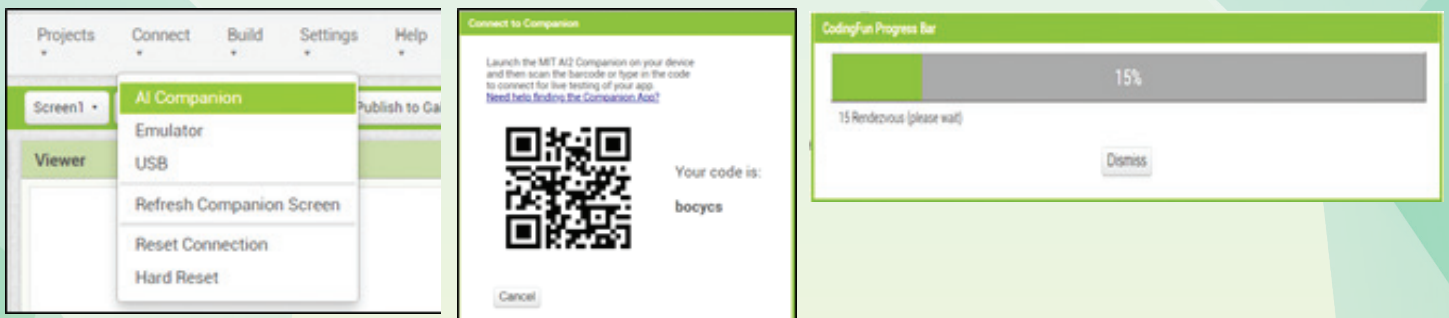 Projects Connect Build Settings Help
Screen1
Publish to Ga
AI Companion
Emulator
USB
Refresh Companion Screen
Reset Connection
Hard Reset
Viewer
Connect to Companion
Launch the MIT AI2 Companion on your device
and then scan the barcode or type in the code
to connect for live testing of your app.
Need help finding the Companion App?
Your code is:
bocycs
Cancel
CodingFun Progress Bar
15%
15 Rendezvous (please wait)
Dismiss